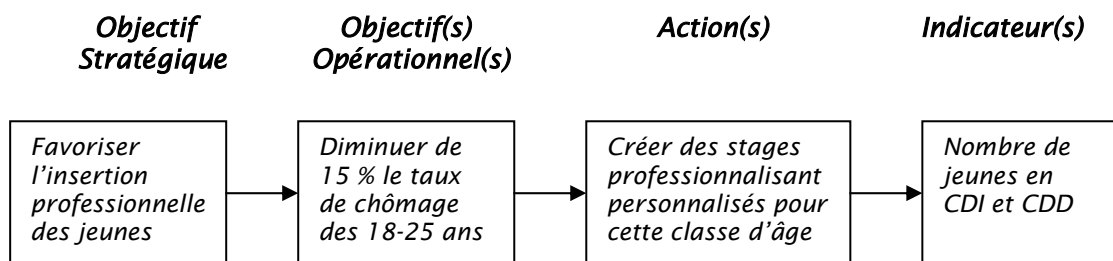 Objectif
Stratégique
Objectif(s)
Opérationnel(s)
Action(s)
Indicateur(s)
Favoriser
l'insertion
professionnelle
des jeunes
Diminuer de
15 % le taux
de chômage
des 18-25 ans
Créer des stages
professionnalisant
personnalisés pour
cette classe d'âge
Nombre de
jeunes en
CDI et CDD